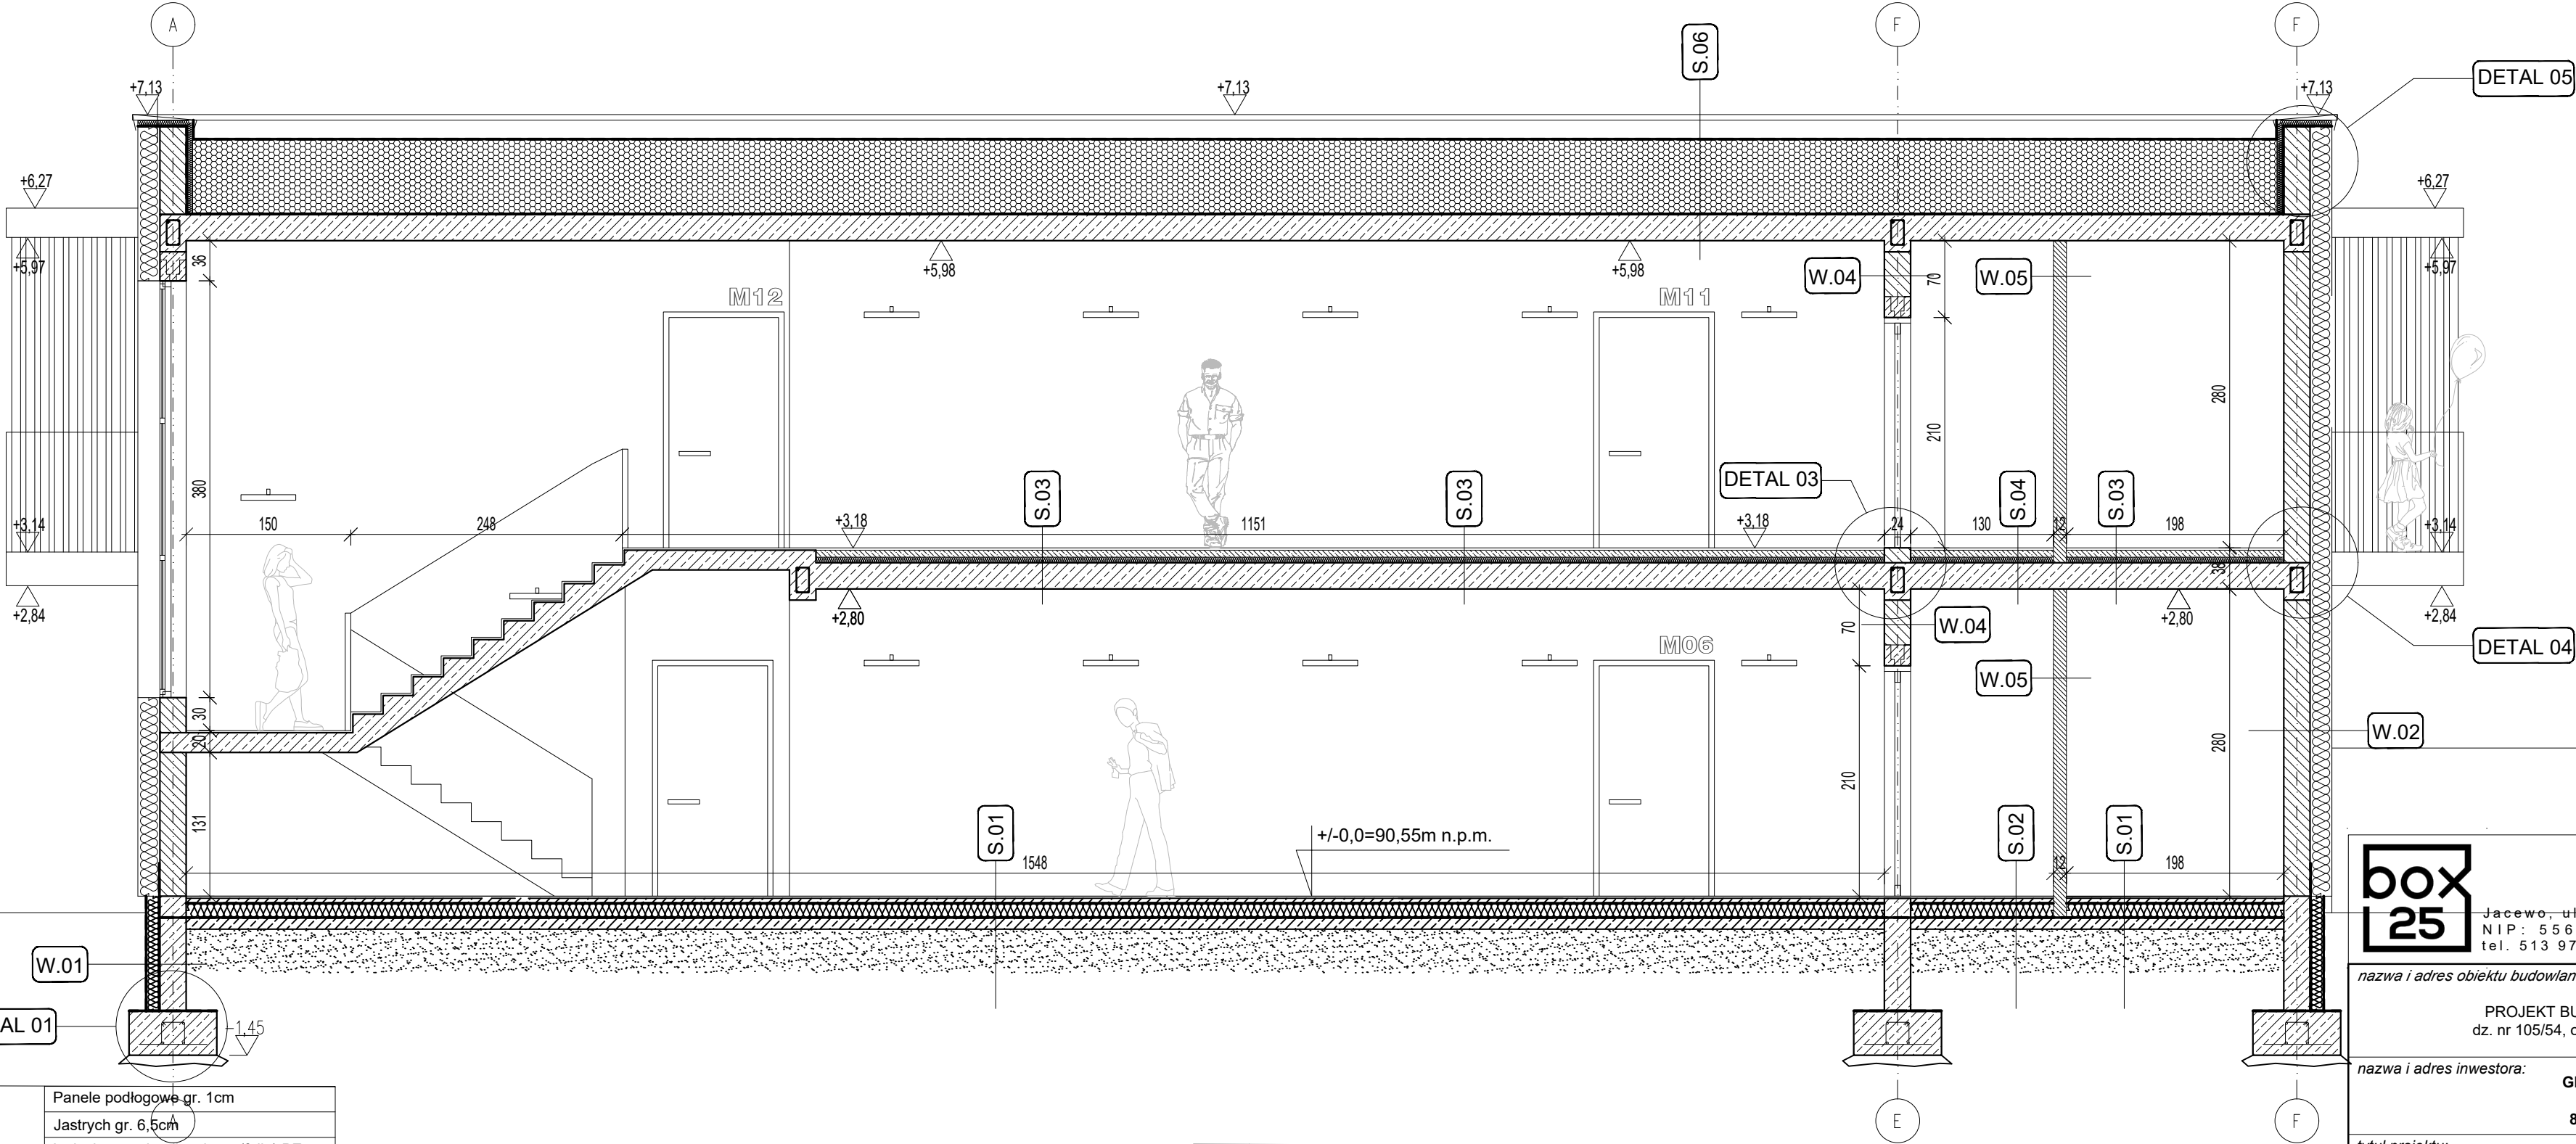 A
F
F
S.06
DETAL 05
+7,13
+7,13
+7,13
+6,27
+6,27
+5,97
+5,98
+5,98
+5,97
36
W.04
70
W.05
M12
M11
380
210
280
DETAL 03
S.03
S.03
S.04
S.03
+3,14
150
248
+3,18
1151
+3,18
24
130
12
198
+3,14
38
+2,84
+2,80
+2,80
+2,84
70
W.04
M06
DETAL 04
W.05
30
20
W.02
280
210
131
S.01
+/-0,0=90,55m n.p.m.
S.02
S.01
1548
12
198
box
25
Jacewo, ul
NIP: 556
tel. 513 97
W.01
nazwa i adres obiektu budowlan
AL 01
-1,45
PROJEKT BU
dz. nr 105/54, o
nazwa i adres inwestora:
Panele podłogowe gr. 1cm
Jastrych gr. 6,5cm
A
E
F
8